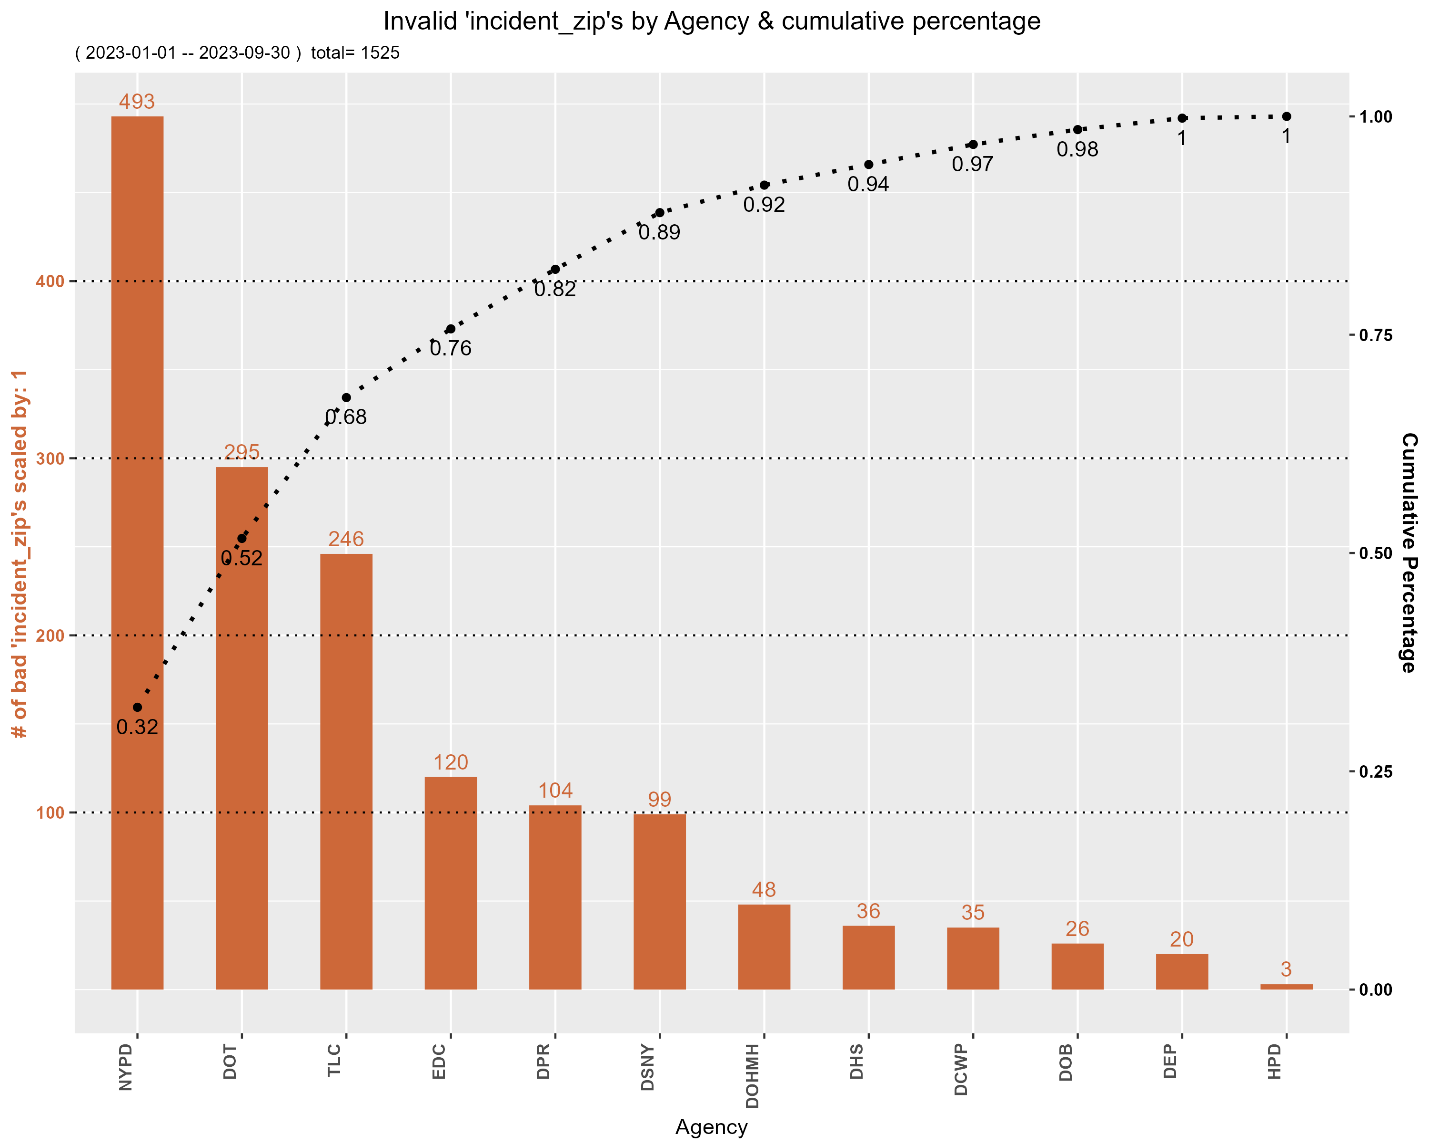 Invalid 'incident_zip's by Agency & cumulative percentage
( 2023-01-01 -- 2023-09-30 )  total= 1525
# of bad 'incident_zip's scaled by: 1
400
300
200
100
493
295
246
120
104
99
48
36
35
26
20
3
0.32
0.52
0.68
0.76
0.82
0.89
0.92
0.94
0.97
0.98
1
1
1.00
0.75
0.50
0.25
0.00
Cumulative Percentage
NYPD
DOT
TLC
EDC
DPR
DSNY
DOHMH
DHS
DCWP
DOB
DEP
HPD
Agency